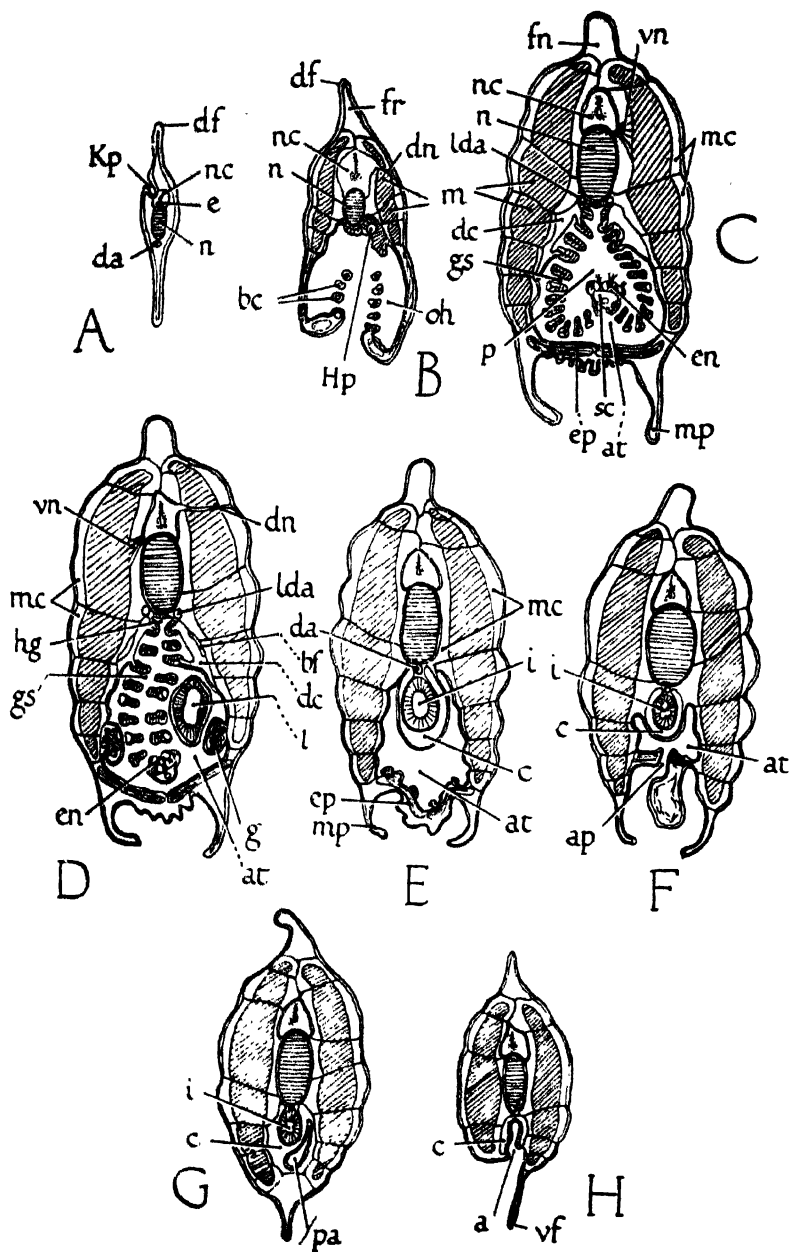 df
Kp
nc
e
da
n
A
df
fr
nc
dn
n
m
bc
oh
Hp
B
fn
vn
nc
n
lda
mc
m
dc
gs
p
en
sc
ep
at
mp
C
vn
dn
mc
lda
hg
bf
gs'
dc
l
en
g
at
D
mc
da
i
c
ep
mp
at
E
i
c
at
ap
F
i
c
pa
G
c
a
vf
H